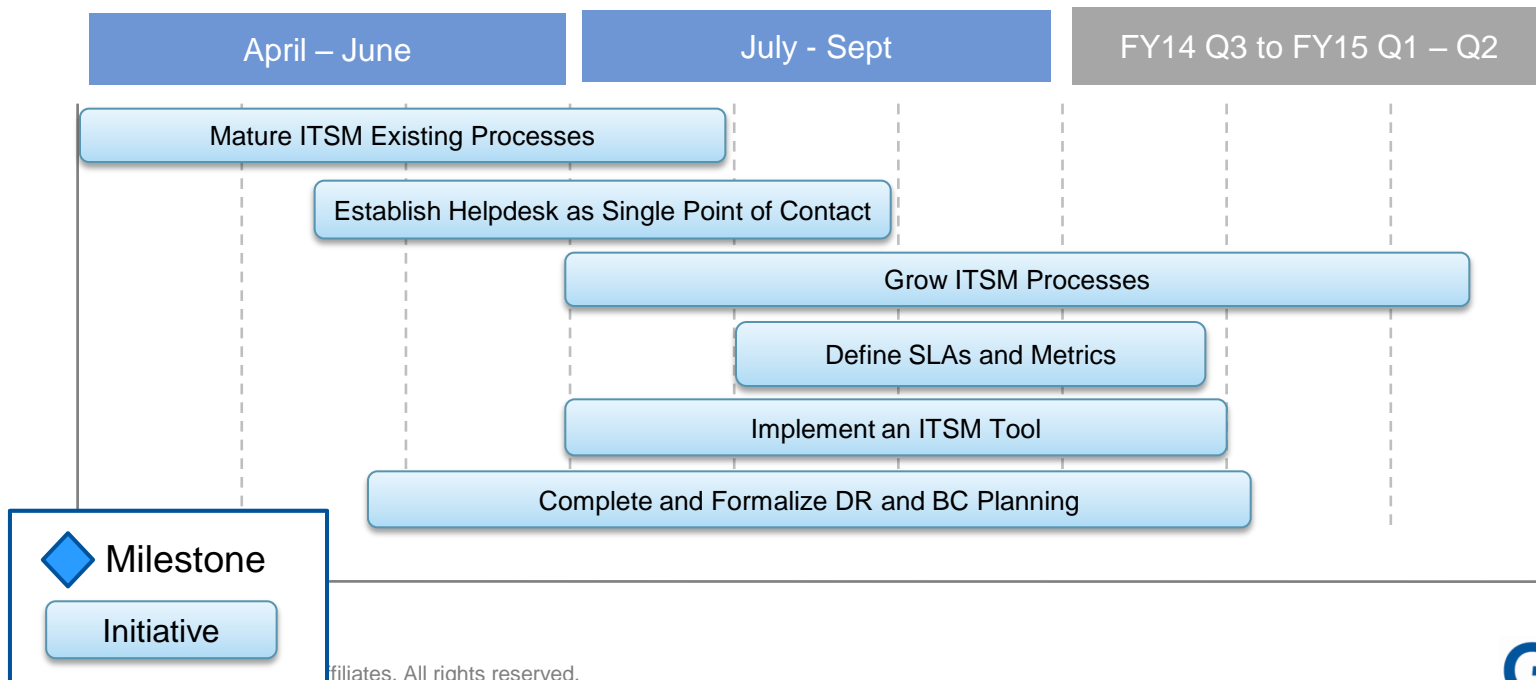 April – June
July - Sept
FY14 Q3 to FY15 Q1 – Q2
Mature ITSM Existing Processes
Establish Helpdesk as Single Point of Contact
Grow ITSM Processes
Define SLAs and Metrics
Implement an ITSM Tool
Complete and Formalize DR and BC Planning
Milestone
Initiative
ffiliates. All rights reserved.
G